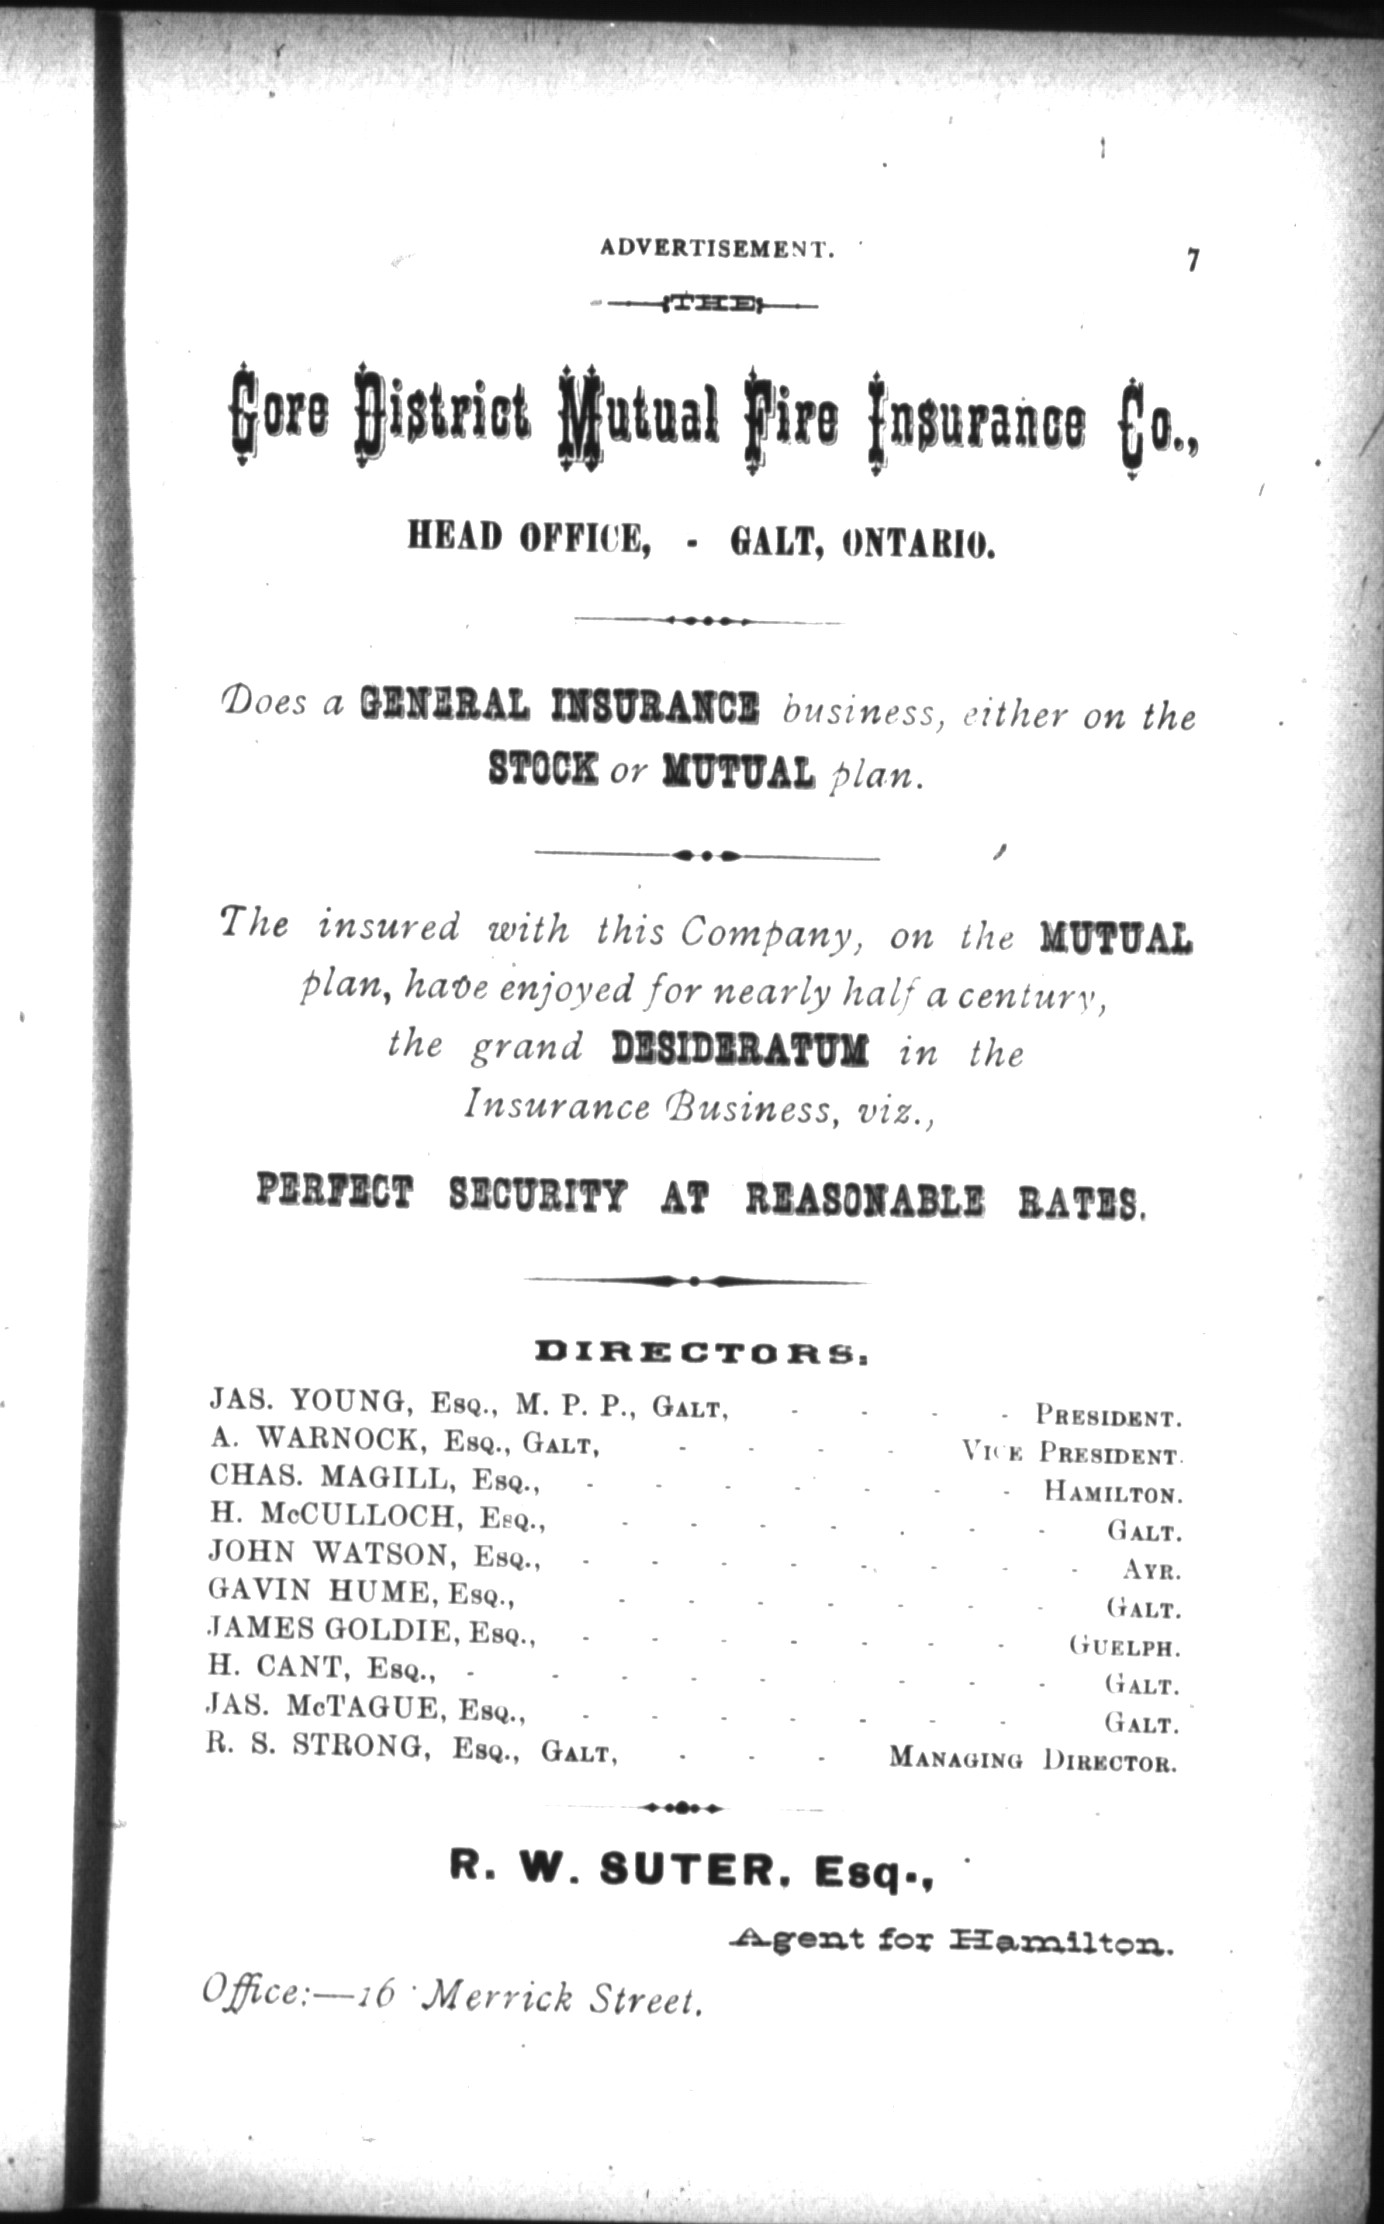 ADVERTISEMENT. 7
THE
Gore District Mutual Fire Insurance Co.,
HEAD OFFICE, - GALT, ONTARIO.
Does a GENERAL INSURANCE business, either on the
STOCK or MUTUAL plan.
The insured with this Company, on the MUTUAL
plan, have enjoyed for nearly half a century,
the grand DESIDERATUM in the
Insurance Business, viz.,
PERFECT SECURITY AT REASONABLE RATES.
DIRECTORS:
JAS. YOUNG, Esq., M. P. P., Galt, - - - - President.
A. WARNOCK, Esq., Galt, - - - - Vice President.
CHAS. MAGILL, Esq., - - - - - - - Hamilton.
H. McCULLOCH, Esq., - - - - - - - Galt.
JOHN WATSON, Esq., - - - - - - - - Ayr.
GAVIN HUME, Esq., - - - - - - - Galt.
JAMES GOLDIE, Esq., - - - - - - - Guelph.
H. CANT, Esq., - - - - - - - - Galt.
JAS. McTAGUE, Esq., - - - - - - - Galt.
R. S. STRONG, Esq., Galt, - - - Managing Director.
R. W. SUTER, Esq.,
Agent for Hamilton.
Office:—16 Merrick Street.